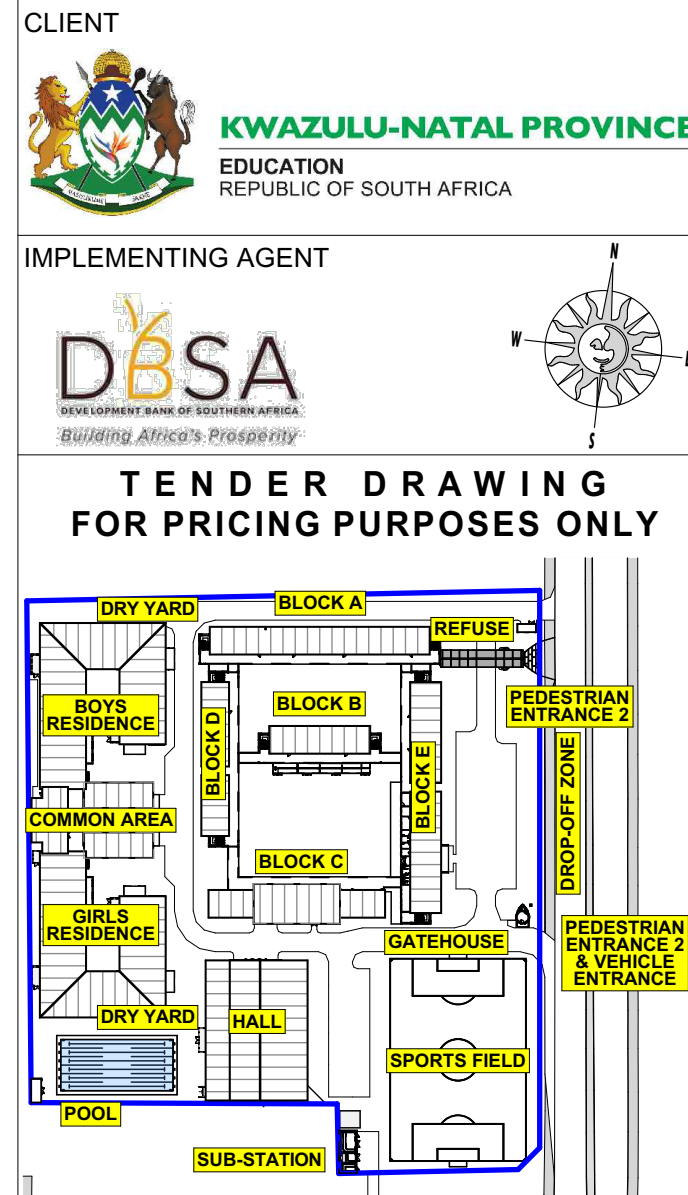 CLIENT
KWAZULU-NATAL PROVINCE
EDUCATION
REPUBLIC OF SOUTH AFRICA
IMPLEMENTING AGENT
N
W
S
DBSA
DEVELOPMENT BANK OF SOUTHERN AFRICA
Building Africa's Prosperity
TENDER DRAWING
FOR PRICING PURPOSES ONLY
DRY YARD
BLOCK A
REFUSE
BOYS
RESIDENCE
BLOCK D
BLOCK B
BLOCK E
PEDESTRIAN
ENTRANCE 2
DROP-OFF ZONE
COMMON AREA
BLOCK C
GIRLS
RESIDENCE
GATEHOUSE
PEDESTRIAN
ENTRANCE 2
& VEHICLE
ENTRANCE
DRY YARD
HALL
SPORTS FIELD
POOL
SUB-STATION